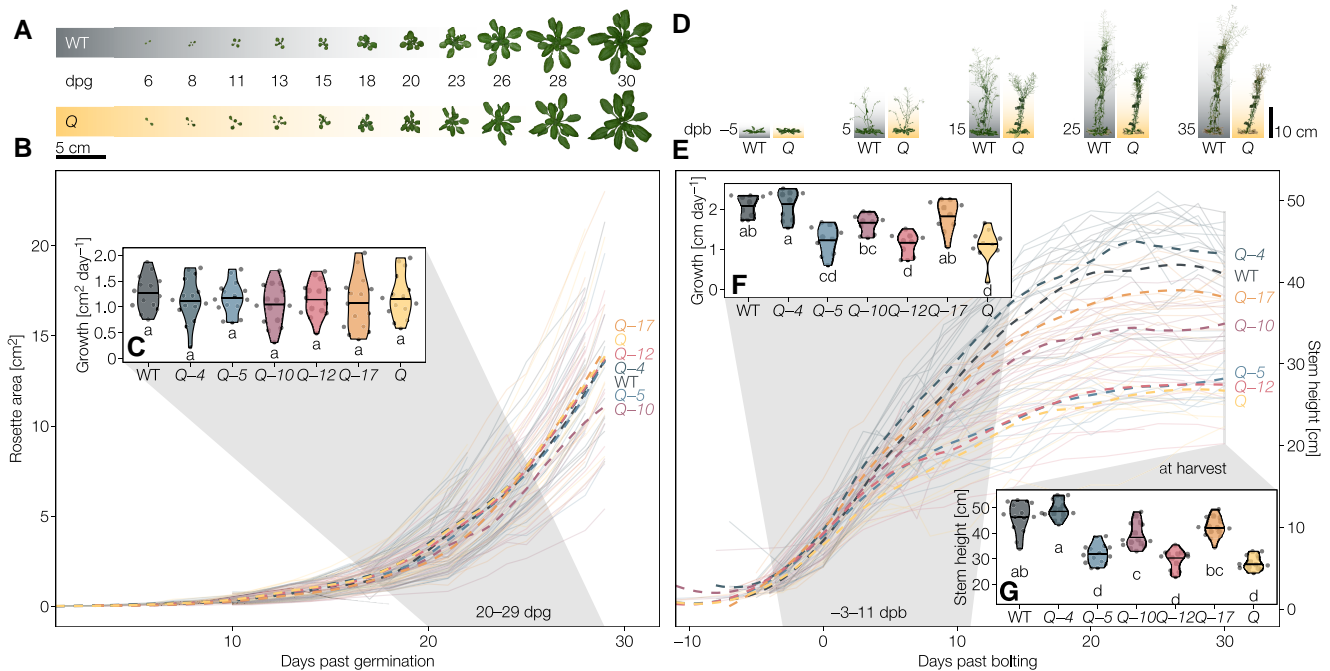 A
WT
dpg 6 8 11 13 15 18 20 23 26 28 30
Q
5 cm
B
Rosette area [cm²]
20
15
10
5
0
10 20 30
Days past germination
20–29 dpg
Q–17
Q
Q–12
Q–4
WT
Q–5
Q–10
C
Growth [cm² day⁻¹]
2.0
1.5
1.0
0.5
0
a a a a a a a
WT Q–4 Q–5 Q–10 Q–12 Q–17 Q
D
dpb –5 5 15 25 35
WT Q WT Q WT Q WT Q WT Q
10 cm
E
Q–4
WT
Q–17
Q–10
Q–5
Q–12
Q
50
40
30
20
10
0
Stem height [cm]
–10 0 10 20 30
Days past bolting
–3–11 dpb
at harvest
F
Growth [cm day⁻¹]
2
1
0
ab a cd bc d ab d
WT Q–4 Q–5 Q–10 Q–12 Q–17 Q
G
Stem height [cm]
50
40
30
20
ab a d c d bc d
WT Q–4 Q–5 Q–10 Q–12 Q–17 Q